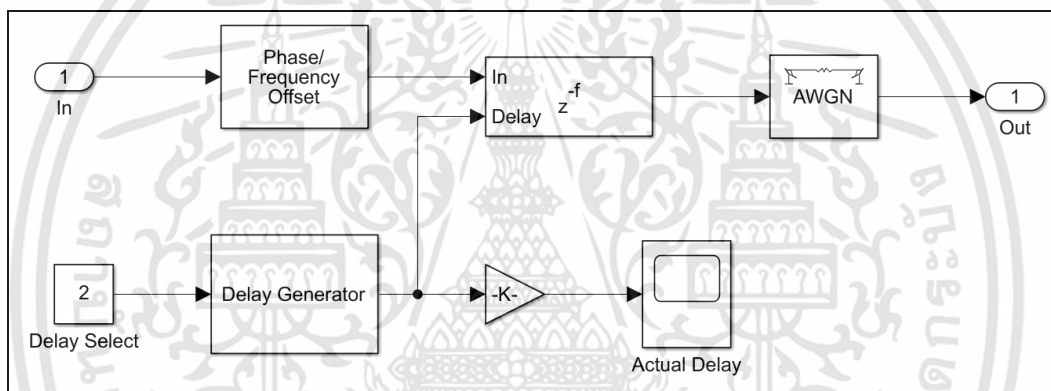 Phase/
Frequency
Offset
1
In
In
Delay
z-f
AWGN
1
Out
2
Delay Select
Delay Generator
-K-
Actual Delay